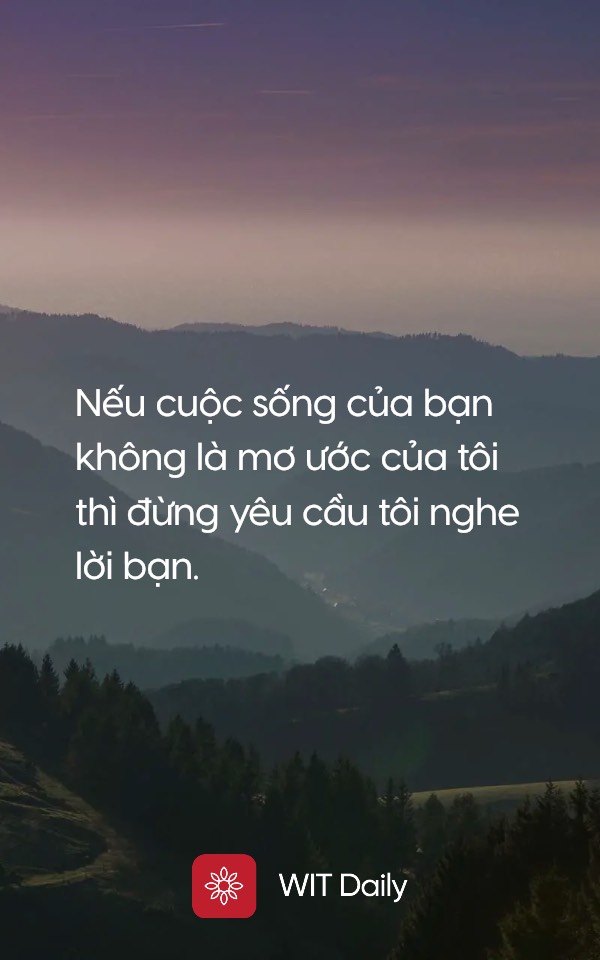 Nếu cuộc sống của bạn
không là mơ ước của tôi
thì đừng yêu cầu tôi nghe
lời bạn.
WIT Daily